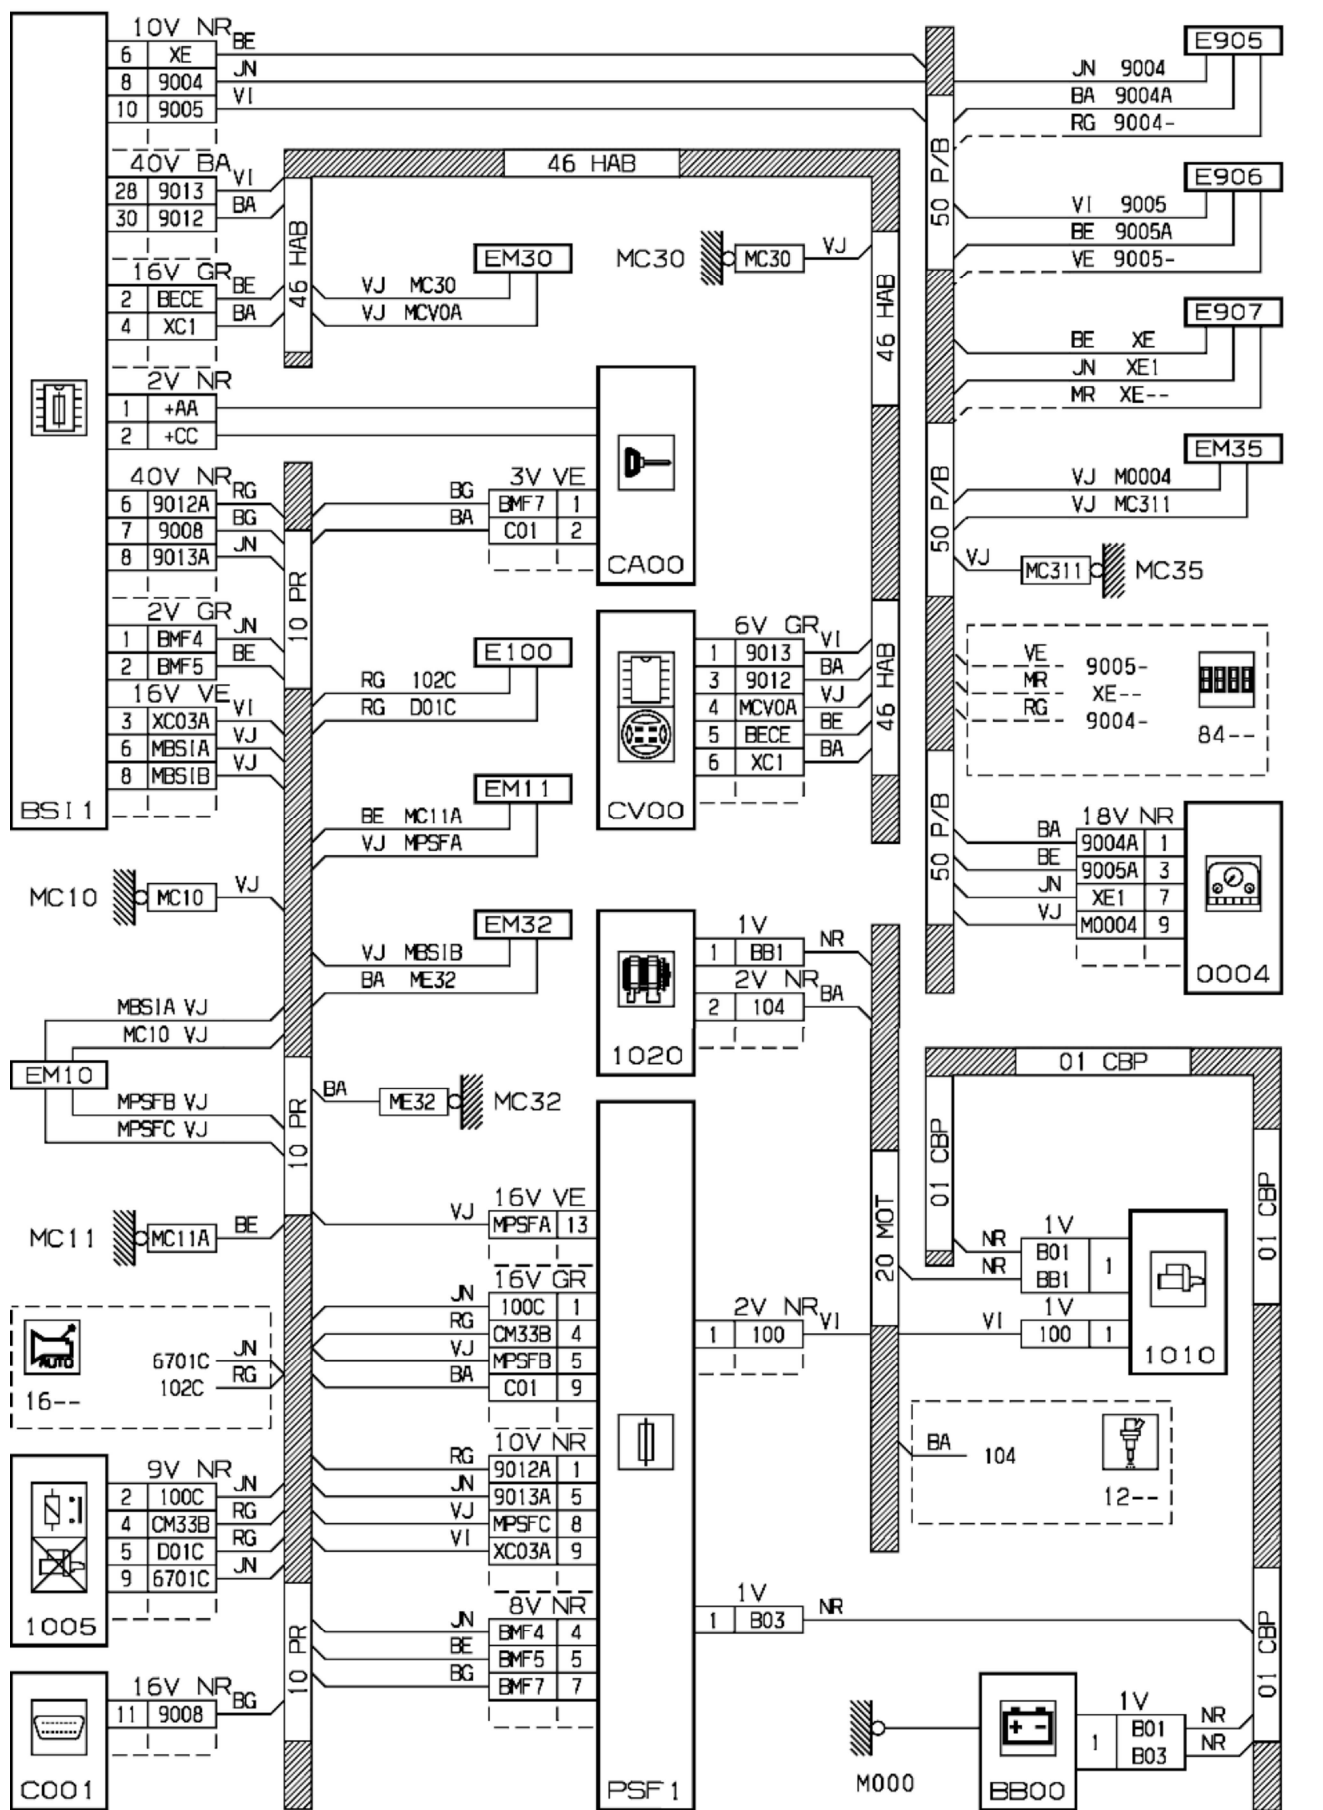 10V NR
6 XE BE
8 9004 JN
10 9005 VI
40V BA
28 9013 VI
30 9012 BA
16V GR
2 BECE BE
4 XC1 BA
2V NR
1 +AA
2 +CC
40V NR
6 9012A RG
7 9008 BG
8 9013A JN
2V GR
1 BMF4 JN
2 BMF5 BE
16V VE
3 XC03A VI
6 MBSIA VJ
8 MBSIB VJ
BSI1
46 HAB
46 HAB
46 HAB
46 HAB
EM30
VJ MC30
VJ MCV0A
MC30 MC30 VJ
3V VE
BG BMF7 1
BA C01 2
CA00
10 PR
E100
RG 102C
RG D01C
6V GR
1 9013 VI
3 9012 BA
4 MCV0A VJ
5 BECE BE
6 XC1 BA
CV00
EM11
BE MC11A
VJ MPSFA
MC10 MC10 VJ
EM32
VJ MBSIB
BA ME32
MBSIA VJ
MC10 VJ
EM10
MPSFB VJ
MPSFC VJ
10 PR
BA ME32 MC32
MC11 MC11A BE
AUTO
6701C JN
102C RG
16--
9V NR
2 100C JN
4 CM33B RG
5 D01C RG
9 6701C JN
1005
16V NR
11 9008 BG
C001
10 PR
1V
1 BB1 NR
2V NR
2 104 BA
1020
16V VE
VJ MPSFA 13
16V GR
JN 100C 1
RG CM33B 4
VJ MPSFB 5
BA C01 9
10V NR
RG 9012A 1
JN 9013A 5
VJ MPSFC 8
VI XC03A 9
8V NR
JN BMF4 4
BE BMF5 5
BG BMF7 7
PSF1
2V NR
1 100 VI
1V
1 B03 NR
20 MOT
50 P/B
50 P/B
50 P/B
E905
JN 9004
BA 9004A
RG 9004-
E906
VI 9005
BE 9005A
VE 9005-
E907
BE XE
JN XE1
MR XE--
EM35
VJ M0004
VJ MC311
VJ MC311 MC35
VE 9005-
MR XE--
RG 9004-
84--
18V NR
BA 9004A 1
BE 9005A 3
JN XE1 7
VJ M0004 9
0004
01 CBP
01 CBP
01 CBP
01 CBP
1V
NR B01
NR BB1
1
1V
VI 100 1
1010
BA 104
12--
M000
BB00
1V
1
B01 NR
B03 NR